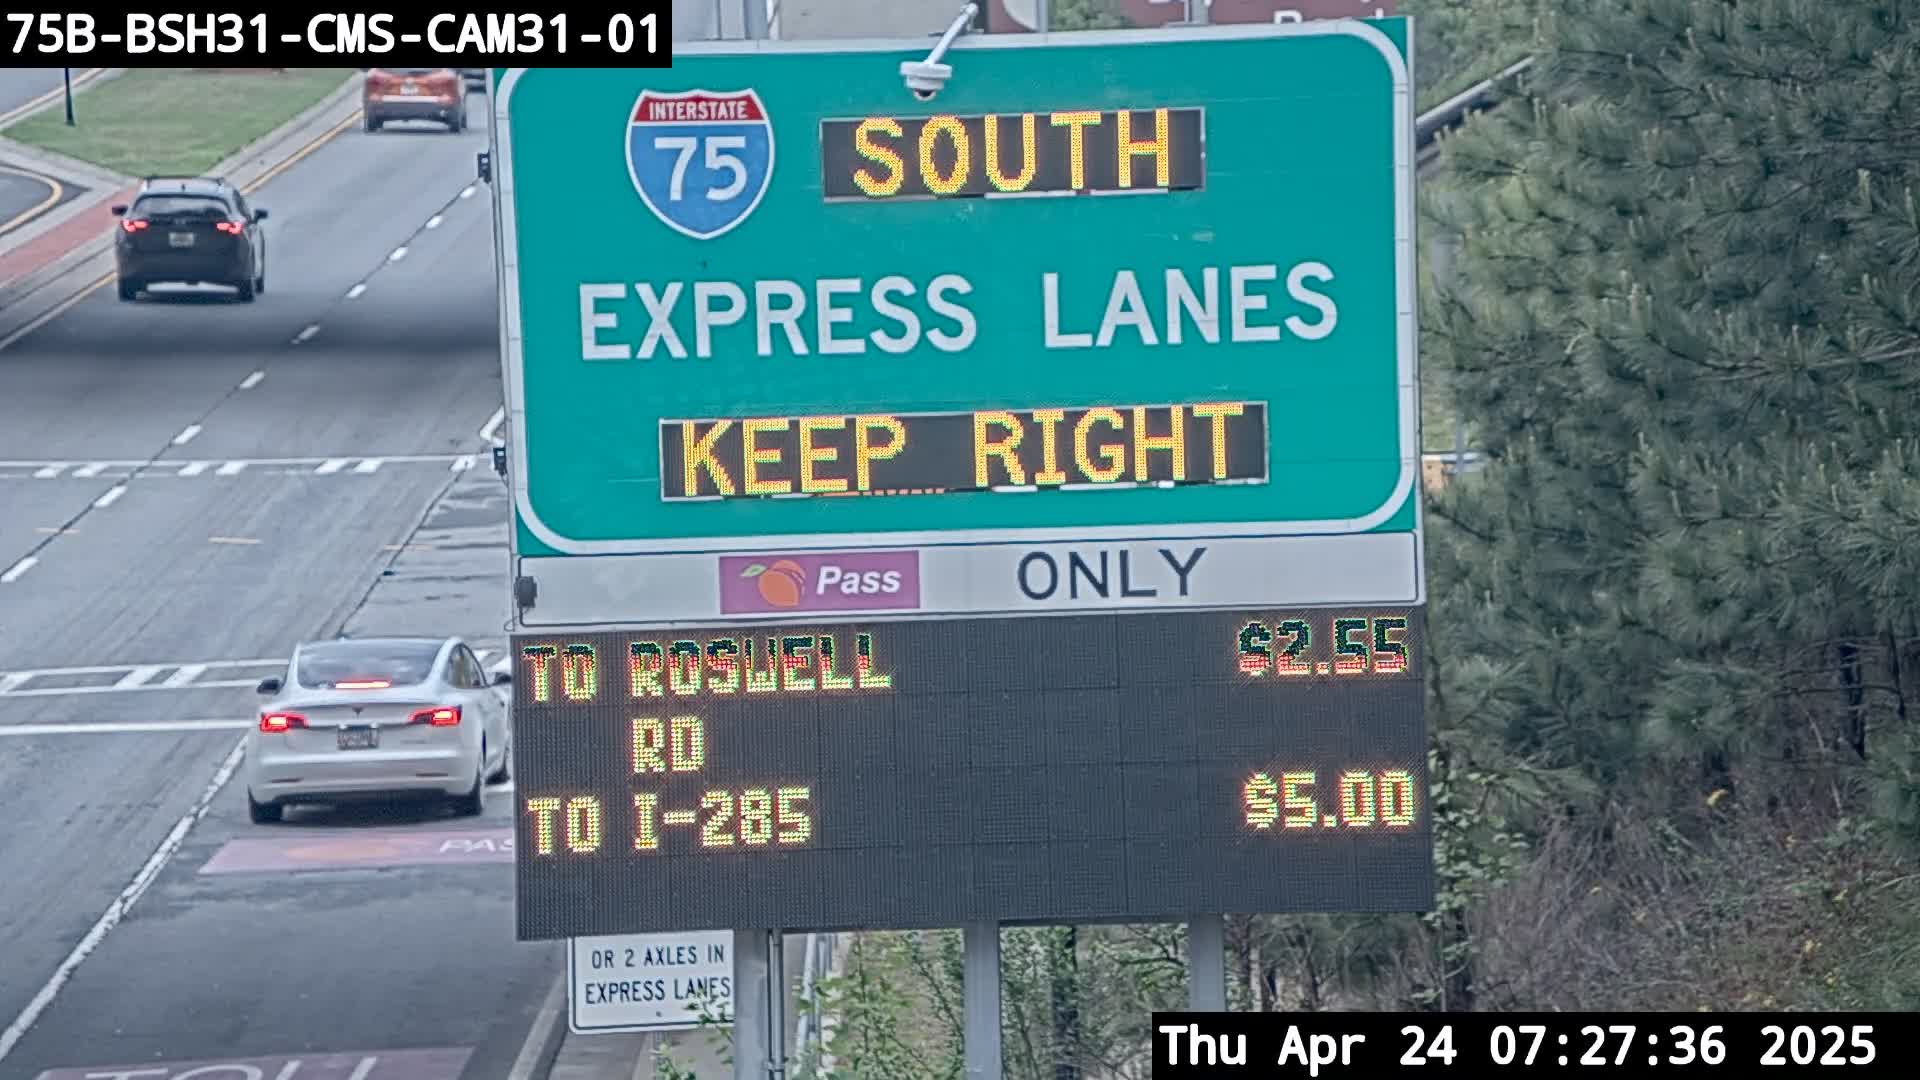 75B-BSH31-CMS-CAM31-01
INTERSTATE
75
SOUTH
EXPRESS LANES
KEEP RIGHT
Pass ONLY
TO ROSWELL $2.55
RD
TO I-285 $5.00
OR 2 AXLES IN
EXPRESS LANES
TOLL
Thu Apr 24 07:27:36 2025